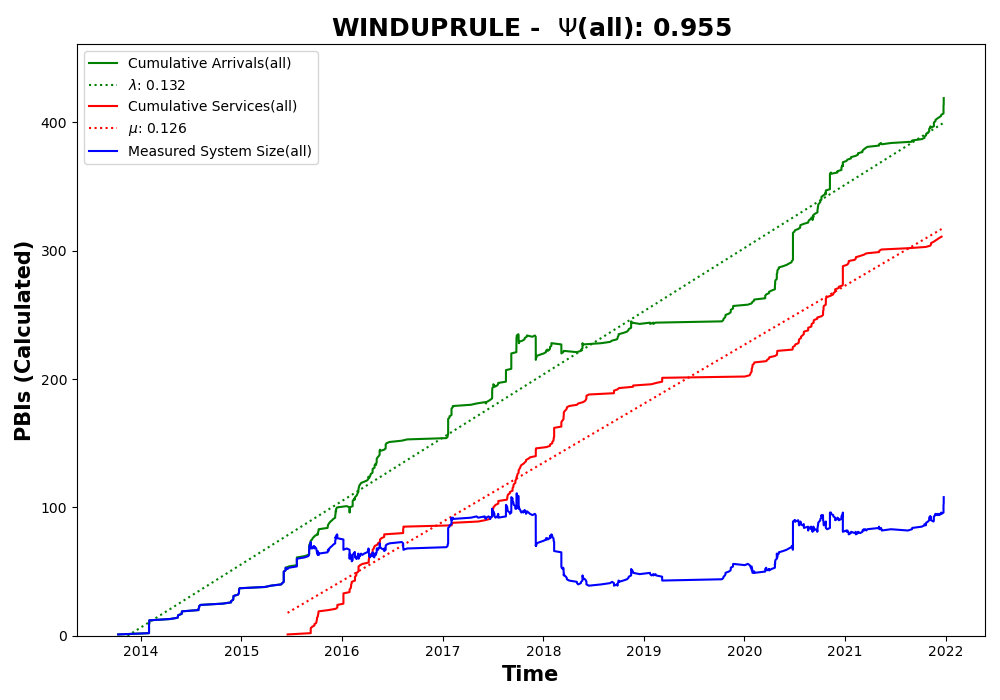 WINDUPRULE - Ψ(all): 0.955
Cumulative Arrivals(all)
λ: 0.132
Cumulative Services(all)
μ: 0.126
Measured System Size(all)
PBIs (Calculated)
400
300
200
100
0
2014 2015 2016 2017 2018 2019 2020 2021 2022
Time